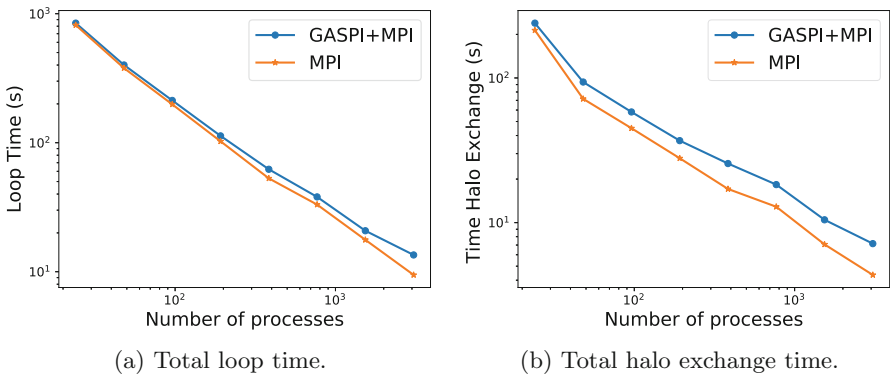 GASPI+MPI
MPI
Loop Time (s)
10³
10²
10¹
10² 10³
Number of processes
(a) Total loop time.
GASPI+MPI
MPI
Time Halo Exchange (s)
10²
10¹
10² 10³
Number of processes
(b) Total halo exchange time.